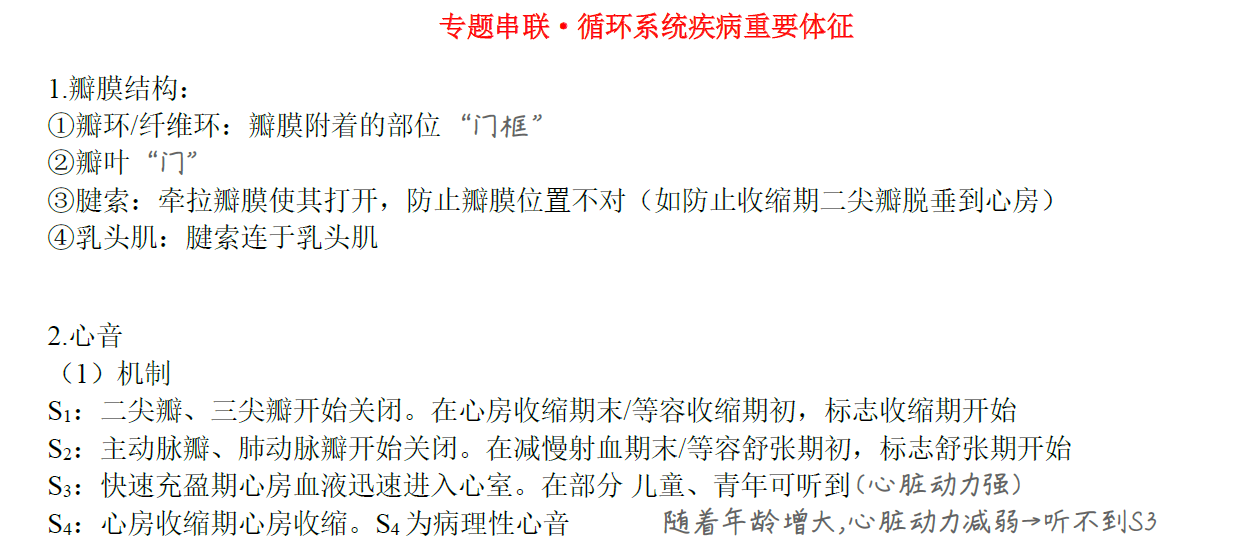 专题串联·循环系统疾病重要体征
1.瓣膜结构：
①瓣环/纤维环：瓣膜附着的部位 “门框”
②瓣叶 “门”
③腱索：牵拉瓣膜使其打开，防止瓣膜位置不对（如防止收缩期二尖瓣脱垂到心房）
④乳头肌：腱索连于乳头肌
2.心音
（1）机制
S₁：二尖瓣、三尖瓣开始关闭。在心房收缩期末/等容收缩期初，标志收缩期开始
S₂：主动脉瓣、肺动脉瓣开始关闭。在减慢射血期末/等容舒张期初，标志舒张期开始
S₃：快速充盈期心房血液迅速进入心室。在部分 儿童、青年可听到(心脏动力强)
S₄：心房收缩期心房收缩。S₄ 为病理性心音 随着年龄增大,心脏动力减弱→听不到S3